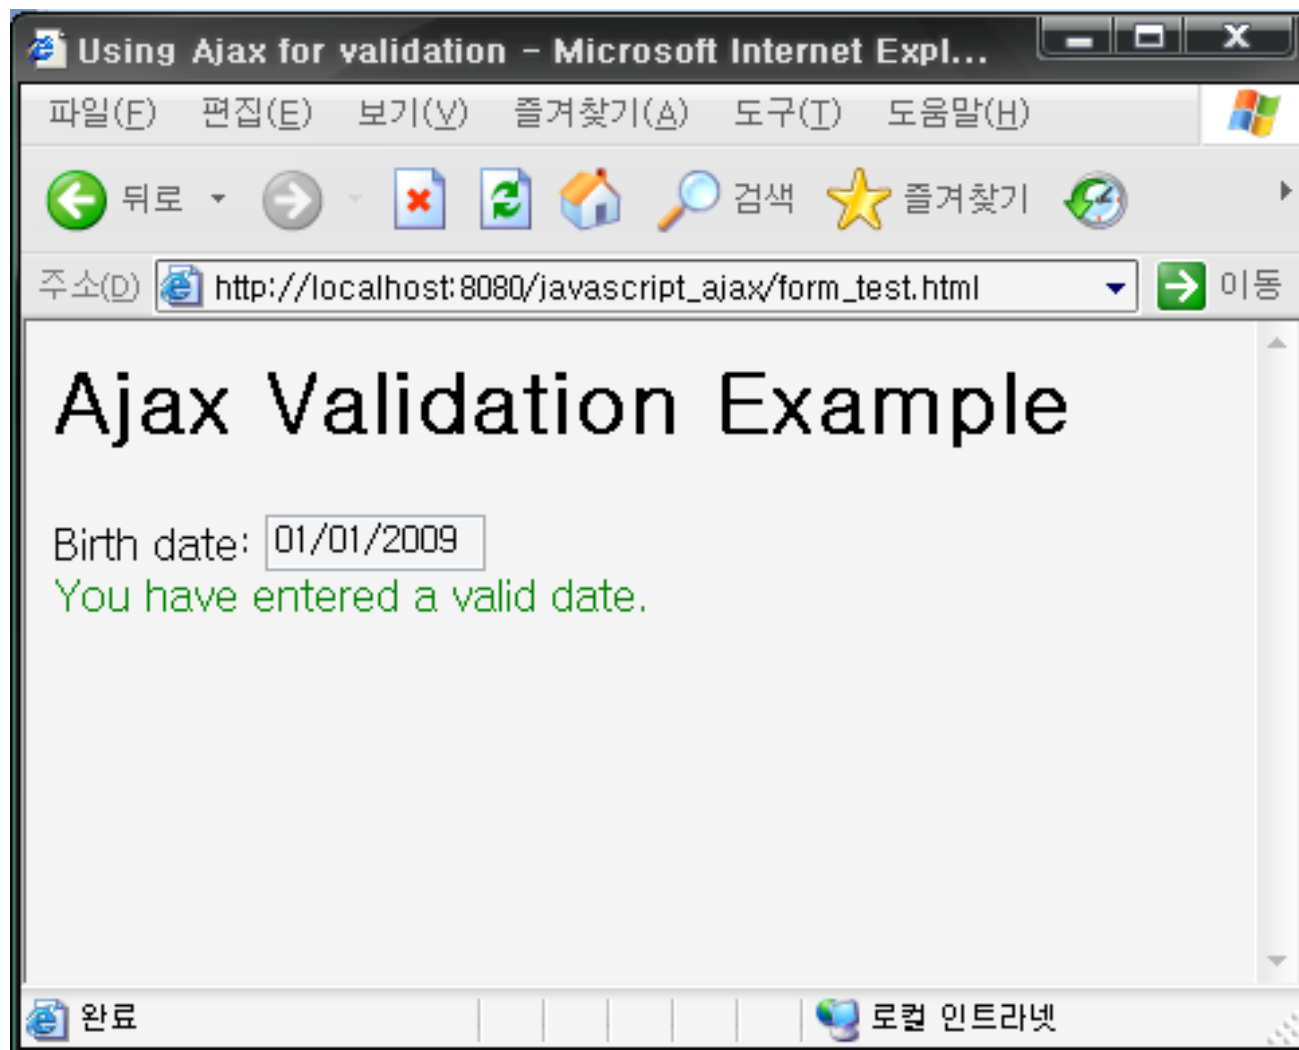 Using Ajax for validation - Microsoft Internet Expl...
파일(F) 편집(E) 보기(V) 즐겨찾기(A) 도구(T) 도움말(H)
뒤로 검색 즐겨찾기
주소(D) http://localhost:8080/javascript_ajax/form_test.html 이동
Ajax Validation Example
Birth date: 01/01/2009
You have entered a valid date.
완료 로컬 인트라넷